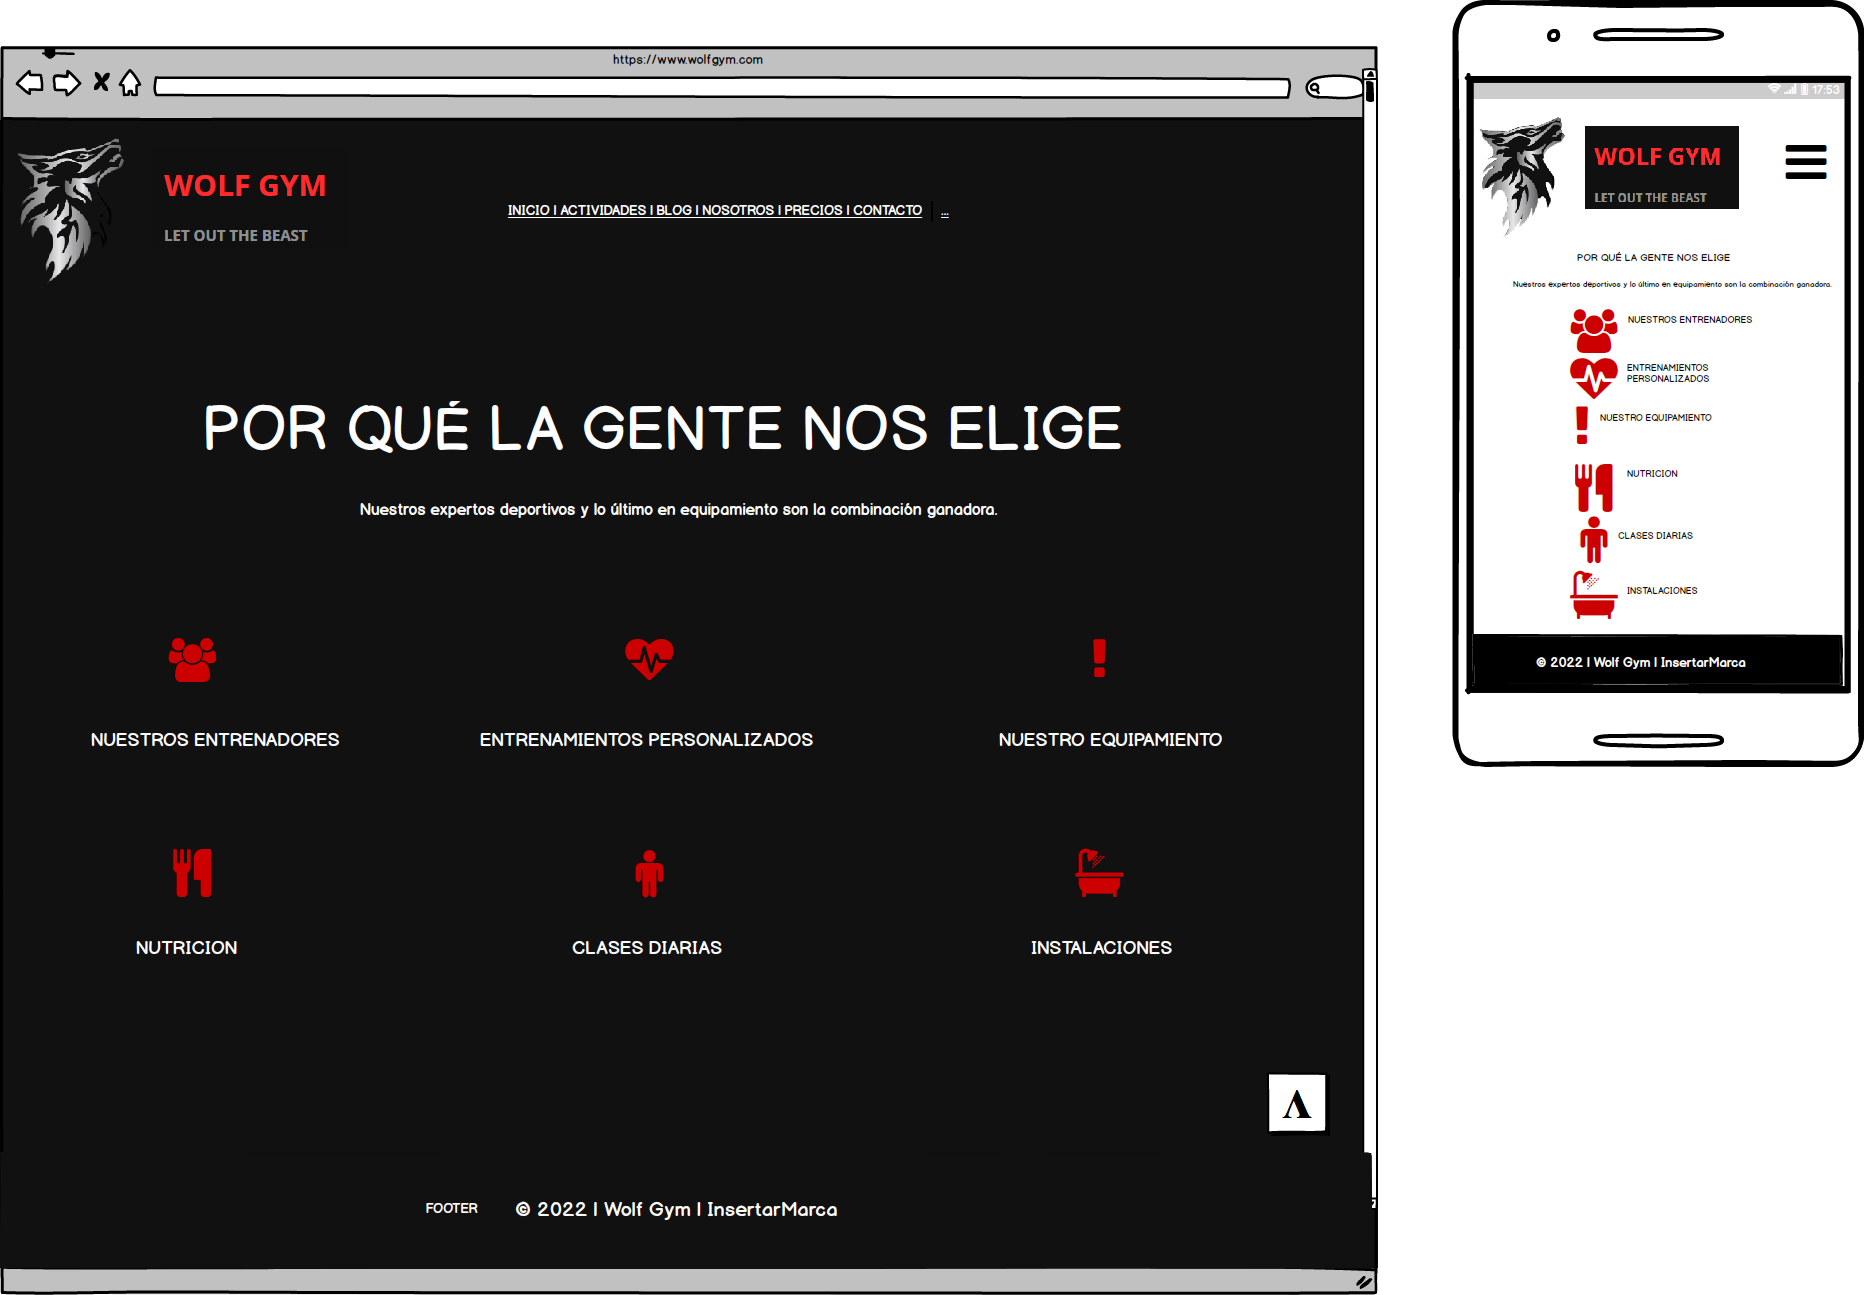 https://www.wolfgym.com
WOLF GYM
LET OUT THE BEAST
INICIO | ACTIVIDADES | BLOG | NOSOTROS | PRECIOS | CONTACTO ...
POR QUÉ LA GENTE NOS ELIGE
Nuestros expertos deportivos y lo último en equipamiento son la combinación ganadora.
NUESTROS ENTRENADORES
ENTRENAMIENTOS PERSONALIZADOS
NUESTRO EQUIPAMIENTO
NUTRICION
CLASES DIARIAS
INSTALACIONES
Λ
FOOTER
© 2022 | Wolf Gym | InsertarMarca
17:53
WOLF GYM
LET OUT THE BEAST
POR QUÉ LA GENTE NOS ELIGE
Nuestros expertos deportivos y lo último en equipamiento son la combinación ganadora.
NUESTROS ENTRENADORES
ENTRENAMIENTOS
PERSONALIZADOS
NUESTRO EQUIPAMIENTO
NUTRICION
CLASES DIARIAS
INSTALACIONES
© 2022 | Wolf Gym | InsertarMarca